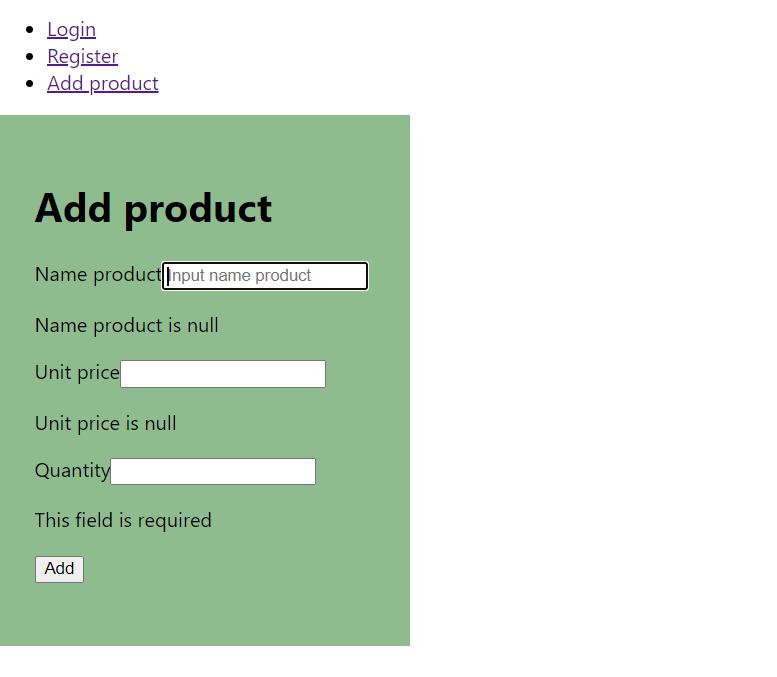 Login
Register
Add product
Add product
Name product Input name product
Name product is null
Unit price
Unit price is null
Quantity
This field is required
Add